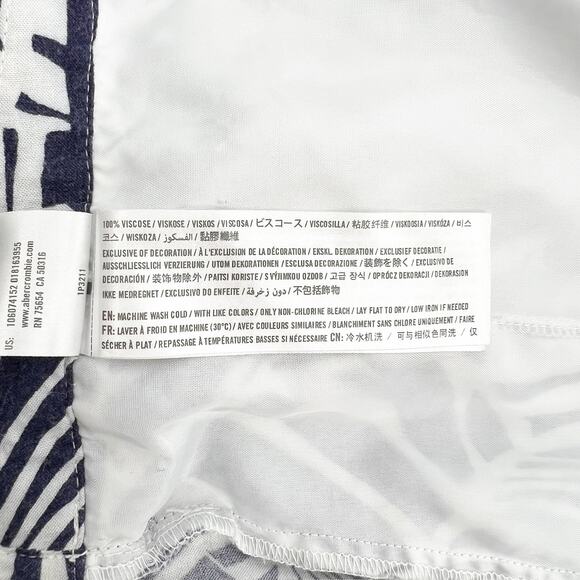 100% VISCOSE / VISKOSE / VISKOS / VISCOSA / ビスコース / VISCOSILLA / 粘胶纤维 / VISKOOSIA / VISKÓZA / 비스
코스 / WISKOZA / الفسكوز / 黏膠纖維
EXCLUSIVE OF DECORATION / À L'EXCLUSION DE LA DÉCORATION / EKSKL. DEKORATION / EXCLUSIEF DECORATIE /
AUSSCHLIESSLICH VERZIERUNG / UTOM DEKORATIONEN / ESCLUSA DECORAZIONE / 装飾を除く / EXCLUSIVO DE
DECORACIÓN / 装饰物除外 / PAITSI KORISTE / S VÝJIMKOU OZDOB / 고급 장식 / OPRÓCZ DEKORACJI / DEKORASJON
IKKE MEDREGNET / EXCLUSIVO DO ENFEITE / دون زخرفة / 不包括飾物
EN: MACHINE WASH COLD / WITH LIKE COLORS / ONLY NON-CHLORINE BLEACH / LAY FLAT TO DRY / LOW IRON IF NEEDED
FR: LAVER À FROID EN MACHINE (30°C) / AVEC COULEURS SIMILAIRES / BLANCHIMENT SANS CHLORE UNIQUEMENT / FAIRE
SÉCHER À PLAT / REPASSAGE À TEMPÉRATURES BASSES SI NÉCESSAIRE CN: 冷水机洗 / 可与相似色同洗 / 仅
US: 106074152 018163955
www.abercrombie.com
RN 75654 CA 50316
1P3211